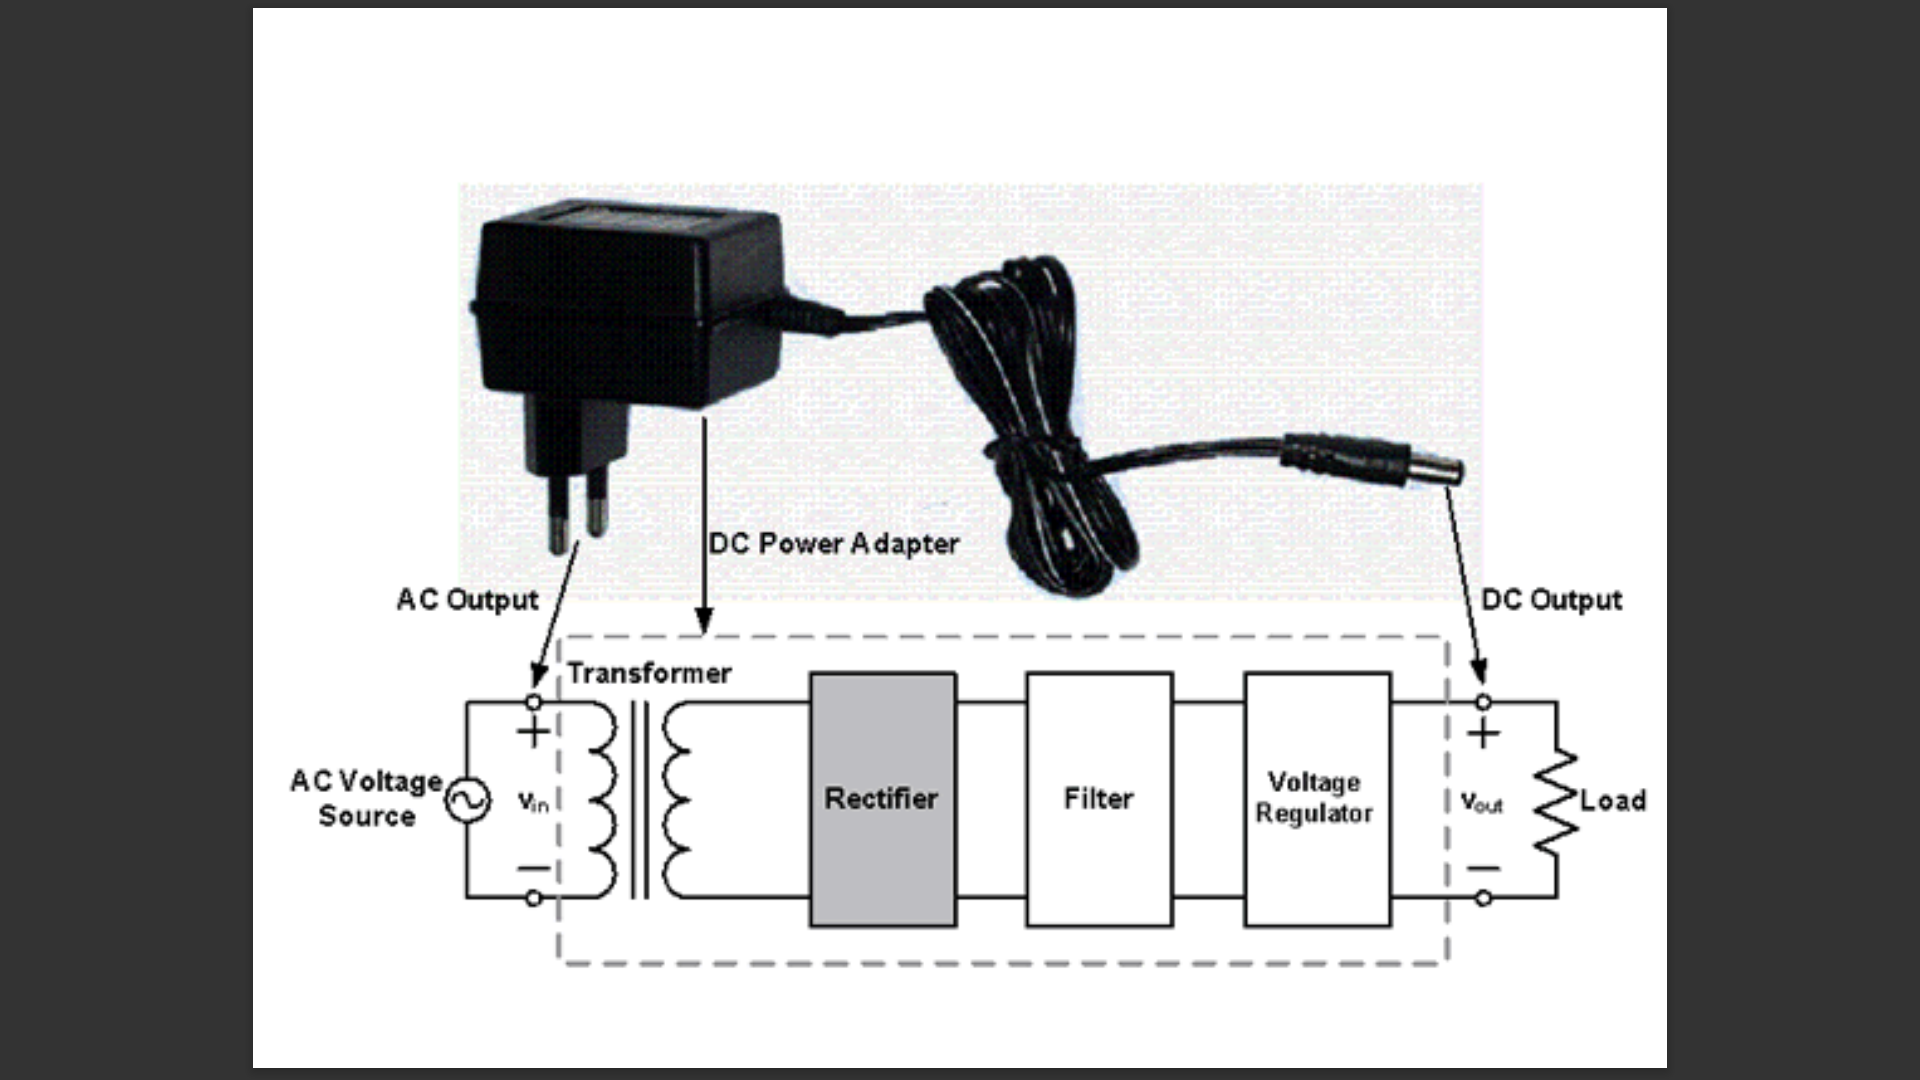 DC Power Adapter
AC Output
DC Output
Transformer
+
+
AC Voltage
Source
vin
Rectifier
Filter
Voltage
Regulator
vout
Load
−
−